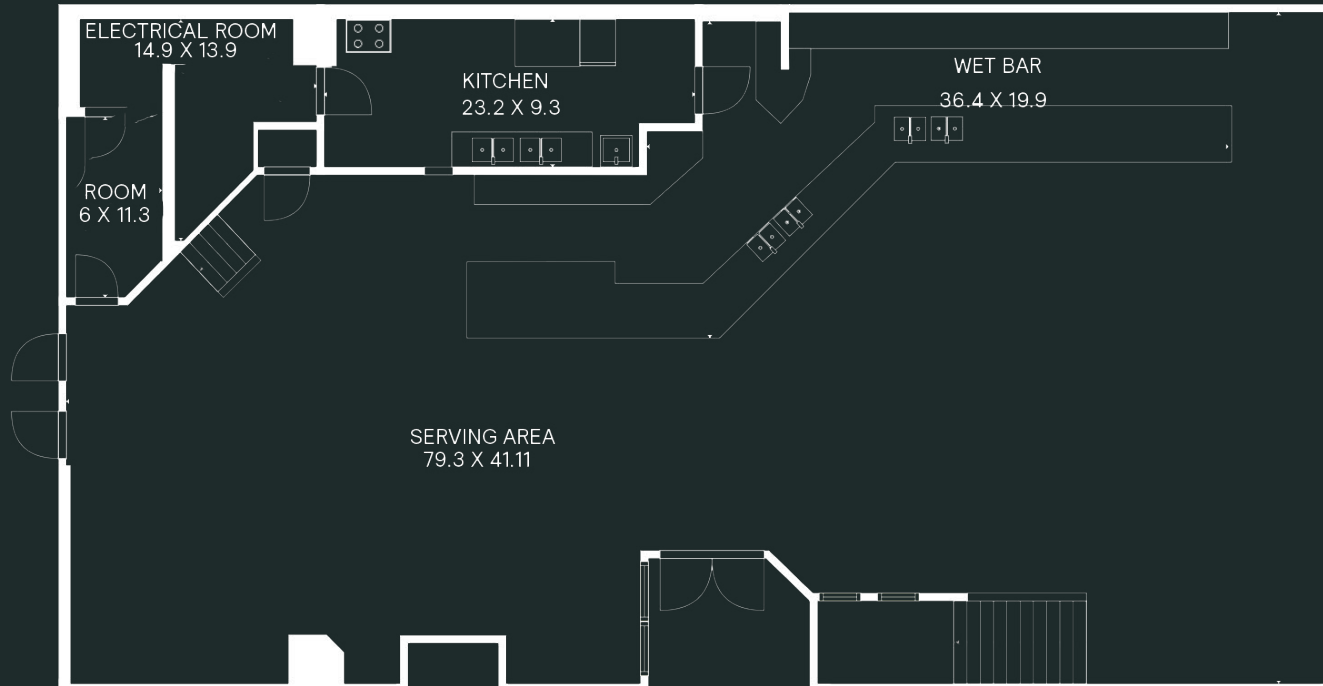 ELECTRICAL ROOM
14.9 X 13.9
KITCHEN
23.2 X 9.3
WET BAR
36.4 X 19.9
ROOM
6 X 11.3
SERVING AREA
79.3 X 41.11